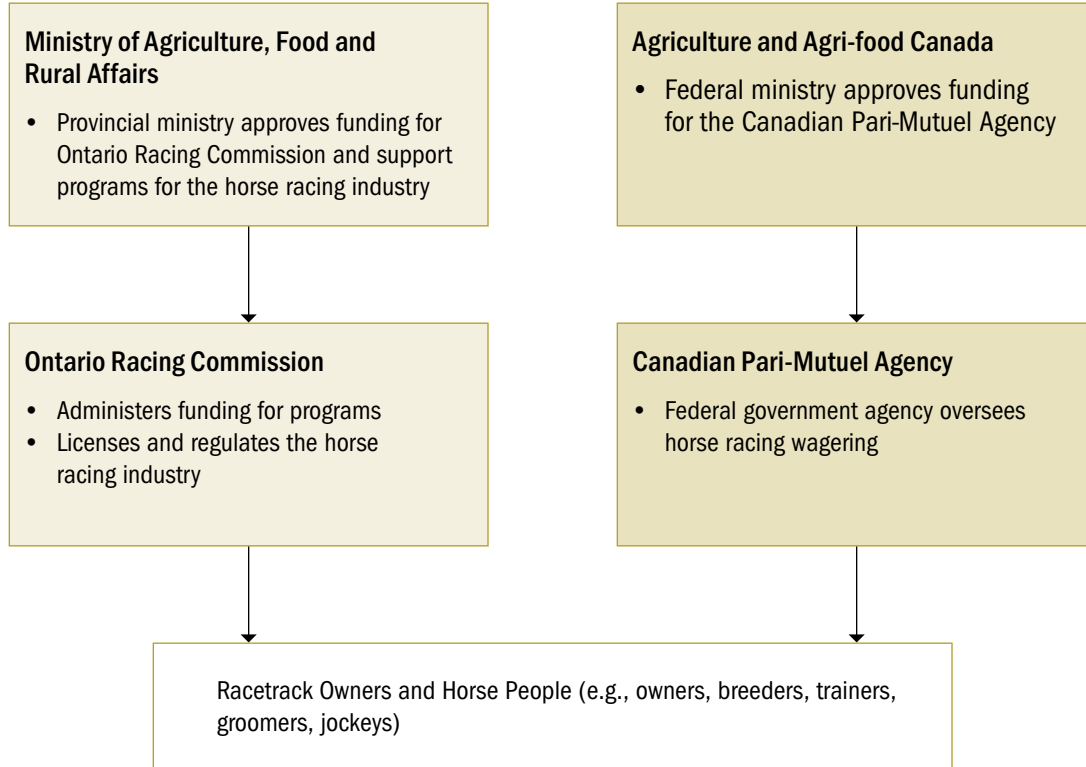 Ministry of Agriculture, Food and
Rural Affairs
• Provincial ministry approves funding for
Ontario Racing Commission and support
programs for the horse racing industry
Agriculture and Agri-food Canada
• Federal ministry approves funding
for the Canadian Pari-Mutuel Agency
Ontario Racing Commission
• Administers funding for programs
• Licenses and regulates the horse
racing industry
Canadian Pari-Mutuel Agency
• Federal government agency oversees
horse racing wagering
Racetrack Owners and Horse People (e.g., owners, breeders, trainers,
groomers, jockeys)